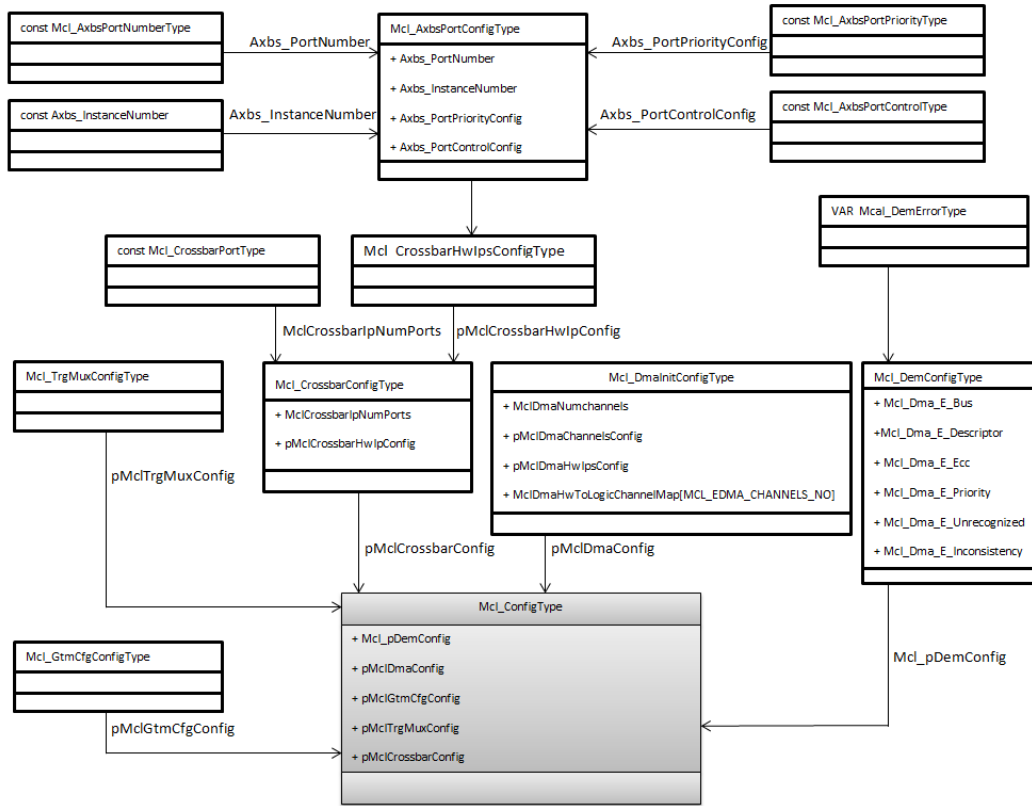 const Mcl_AxbsPortNumberType
Mcl_AxbsPortConfigType
const Mcl_AxbsPortPriorityType
Axbs_PortNumber
Axbs_PortPriorityConfig
+ Axbs_PortNumber
+ Axbs_InstanceNumber
+ Axbs_PortPriorityConfig
+ Axbs_PortControlConfig
const Axbs_InstanceNumber
Axbs_InstanceNumber
Axbs_PortControlConfig
const Mcl_AxbsPortControlType
VAR Mcal_DemErrorType
const Mcl_CrossbarPortType
Mcl_CrossbarHwIpsConfigType
MclCrossbarIpNumPorts
pMclCrossbarHwIpConfig
Mcl_TrgMuxConfigType
Mcl_CrossbarConfigType
+ MclCrossbarIpNumPorts
+ pMclCrossbarHwIpConfig
Mcl_DmaInitConfigType
+ MclDmaNumchannels
+ pMclDmaChannelsConfig
+ pMclDmaHwIpsConfig
+ MclDmaHwToLogicChannelMap[MCL_EDMA_CHANNELS_NO]
Mcl_DemConfigType
+ Mcl_Dma_E_Bus
+Mcl_Dma_E_Descriptor
+ Mcl_Dma_E_Ecc
+ Mcl_Dma_E_Priority
+ Mcl_Dma_E_Unrecognized
+ Mcl_Dma_E_Inconsistency
pMclTrgMuxConfig
pMclCrossbarConfig
pMclDmaConfig
Mcl_ConfigType
+ Mcl_pDemConfig
+ pMclDmaConfig
+ pMclGtmCfgConfig
+ pMclTrgMuxConfig
+ pMclCrossbarConfig
Mcl_GtmCfgConfigType
Mcl_pDemConfig
pMclGtmCfgConfig